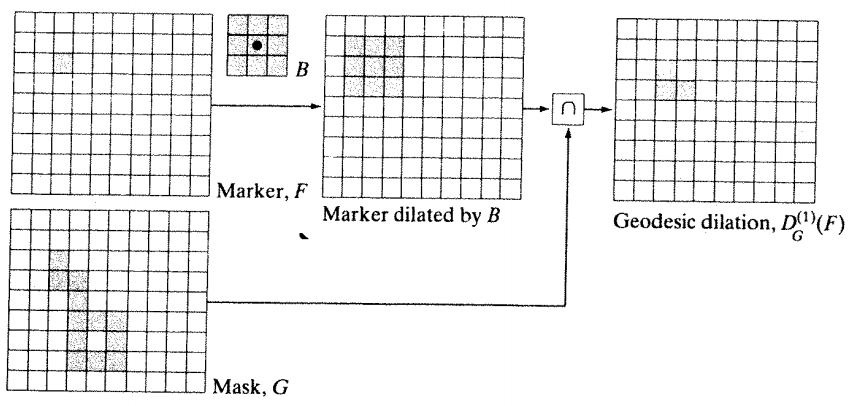 B
∩
Marker, F
Marker dilated by B
Geodesic dilation, D_G^{(1)}(F)
Mask, G